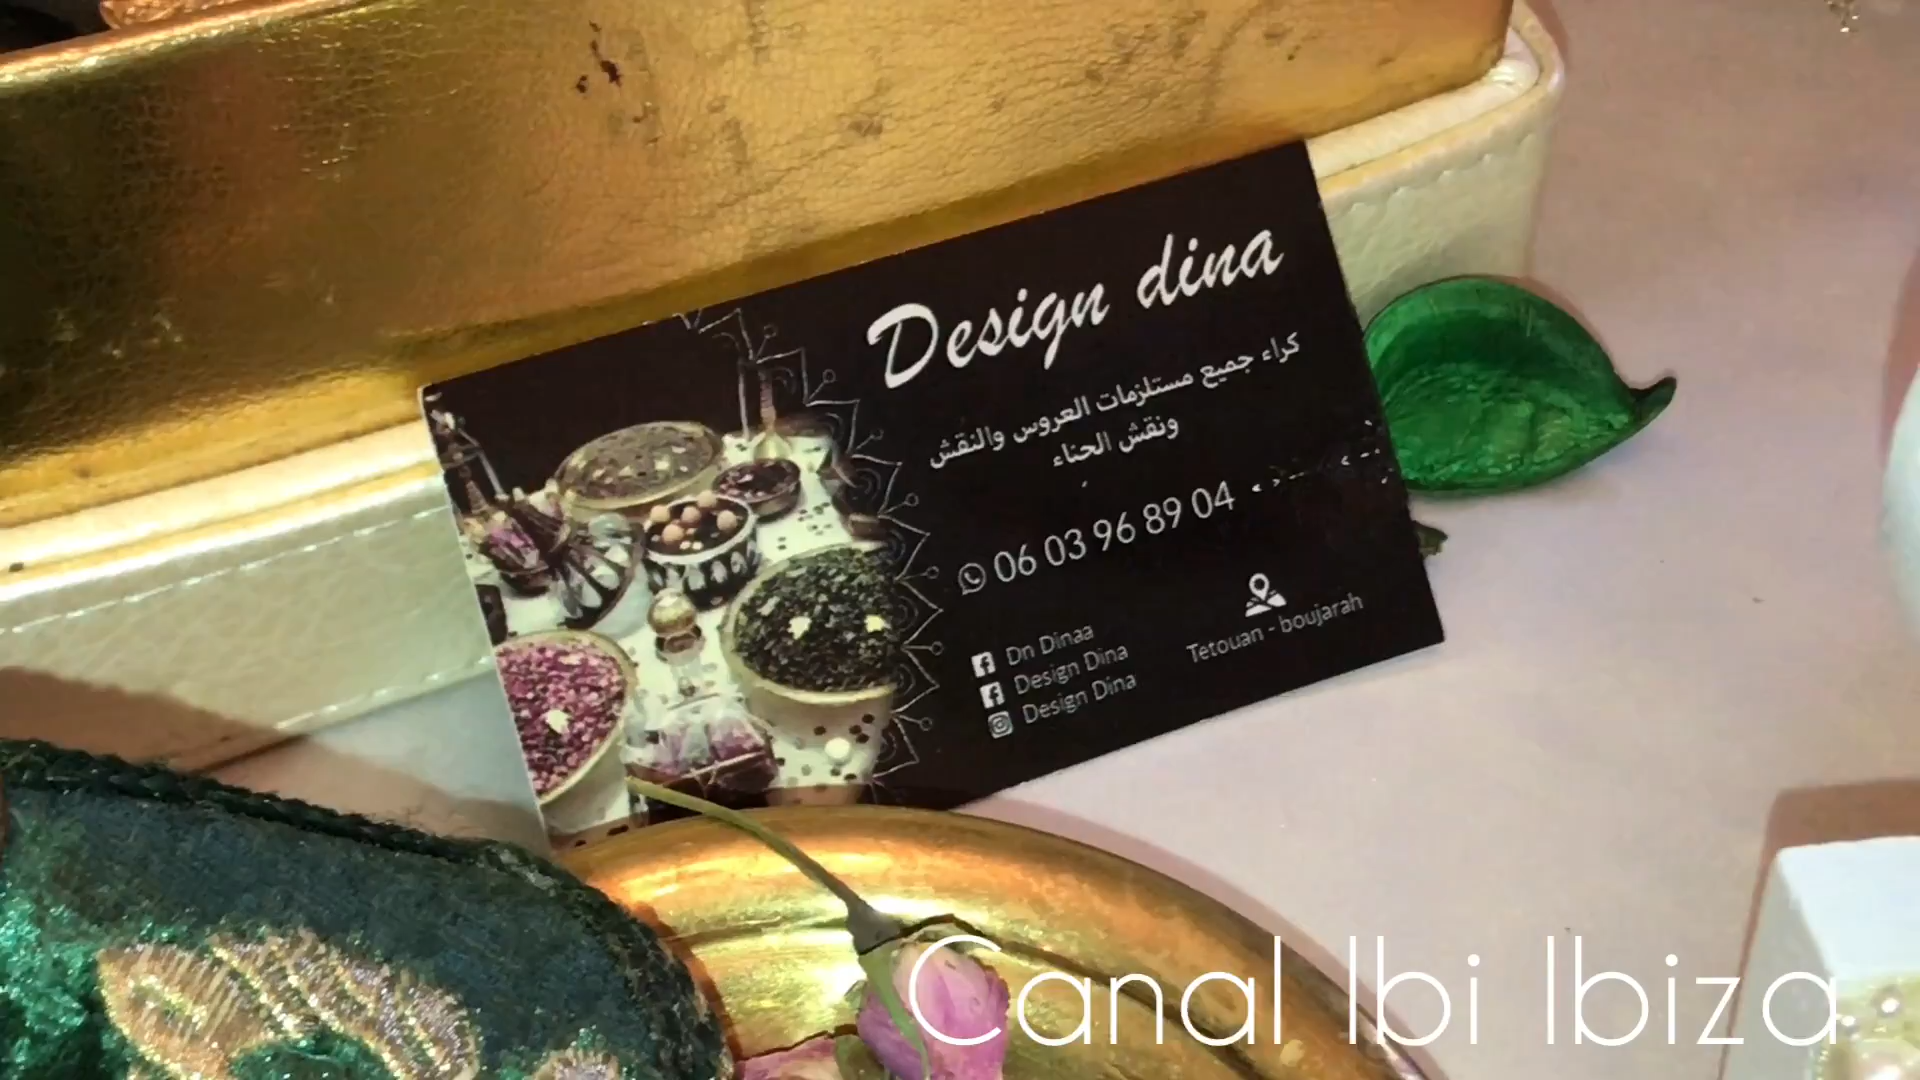 Design dina
كراء جميع مستلزمات العروس والنقش
ونقش الحناء
06 03 96 89 04
Dn Dinaa
Design Dina
Design Dina
Tetouan - boujarah
Canal Ibi Ibiza